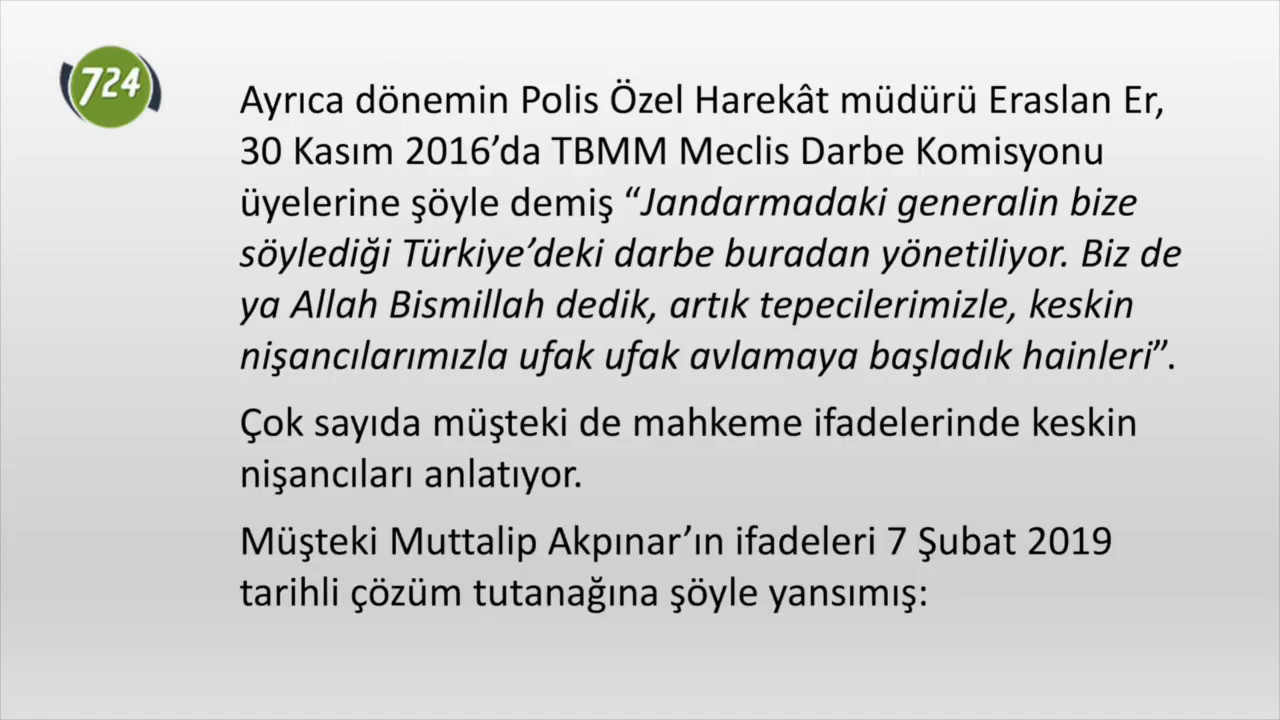 724
Ayrıca dönemin Polis Özel Harekât müdürü Eraslan Er,
30 Kasım 2016’da TBMM Meclis Darbe Komisyonu
üyelerine şöyle demiş “Jandarmadaki generalin bize
söylediği Türkiye’deki darbe buradan yönetiliyor. Biz de
ya Allah Bismillah dedik, artık tepecilerimizle, keskin
nişancılarımızla ufak ufak avlamaya başladık hainleri”.
Çok sayıda müşteki de mahkeme ifadelerinde keskin
nişancıları anlatıyor.
Müşteki Muttalip Akpınar’ın ifadeleri 7 Şubat 2019
tarihli çözüm tutanağına şöyle yansımış: